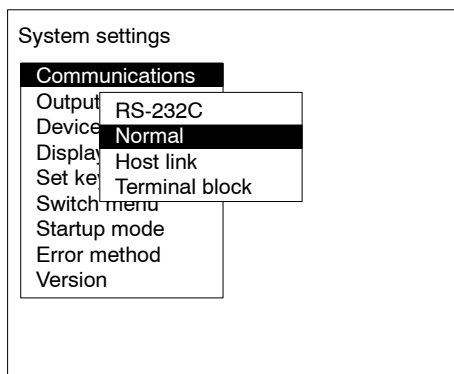 System settings
Communications
Output
RS-232C
Device
Normal
Display
Host link
Set key
Terminal block
Switch menu
Startup mode
Error method
Version